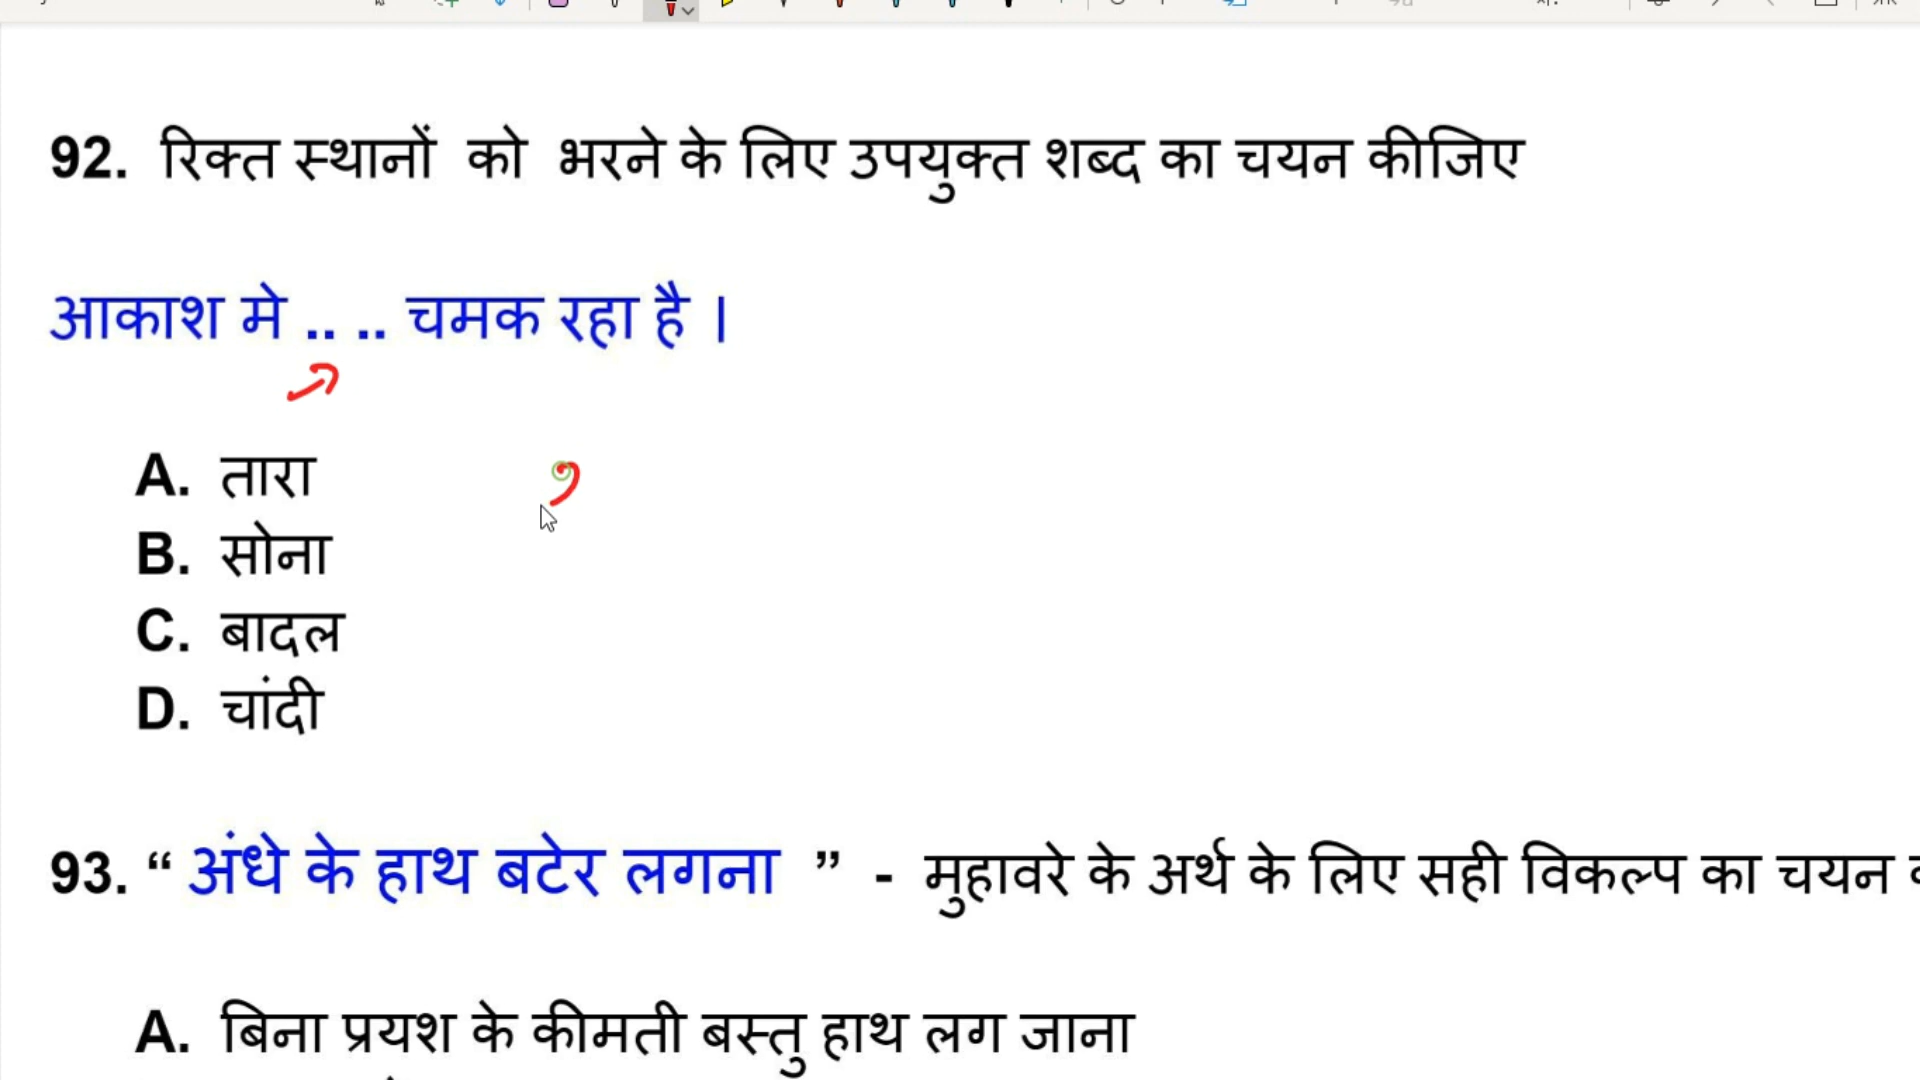 92. रिक्त स्थानों को भरने के लिए उपयुक्त शब्द का चयन कीजिए
आकाश मे .. .. चमक रहा है ।
A. तारा
B. सोना
C. बादल
D. चांदी
93. “ अंधे के हाथ बटेर लगना ” - मुहावरे के अर्थ के लिए सही विकल्प का चयन
A. बिना प्रयश के कीमती बस्तु हाथ लग जाना